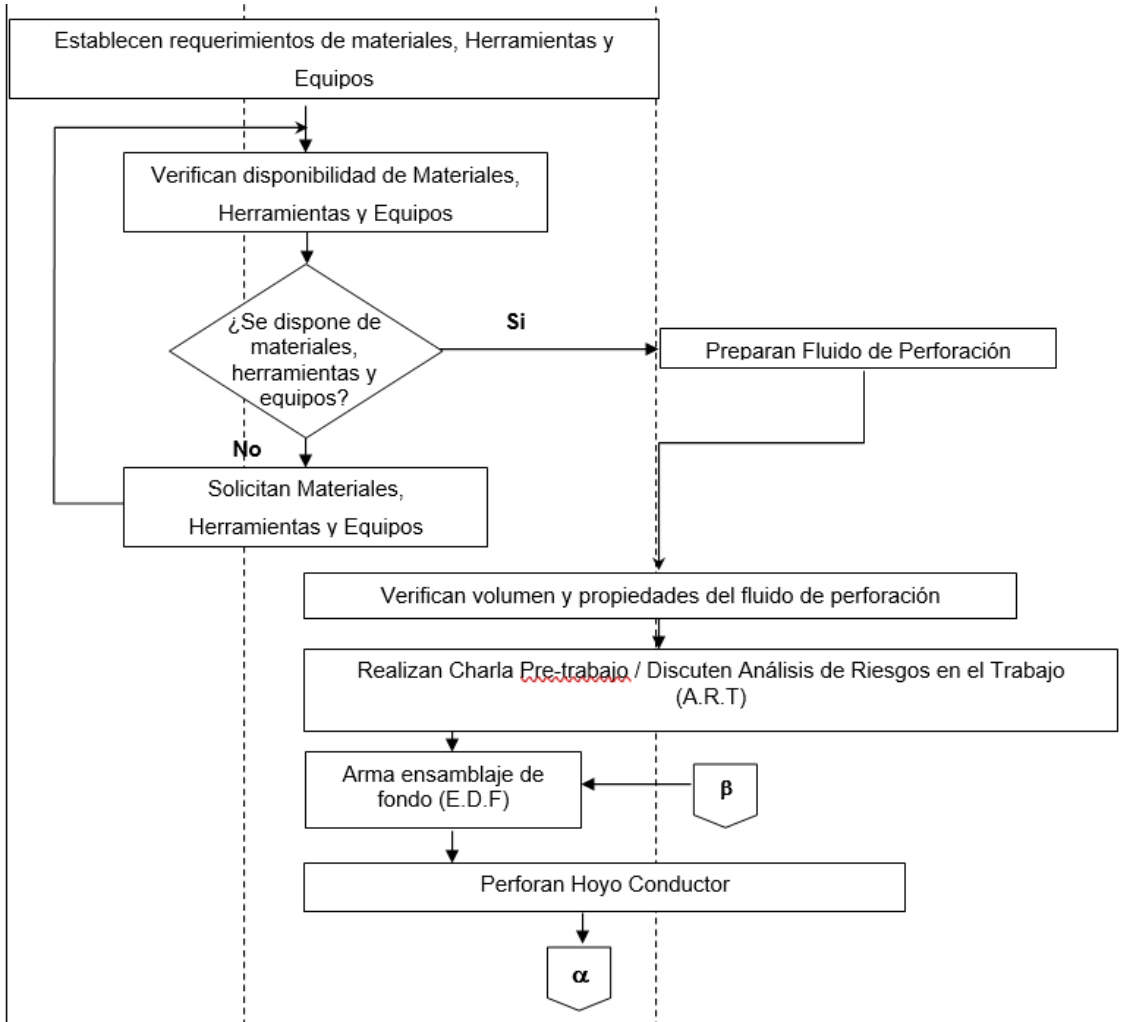 Establecen requerimientos de materiales, Herramientas y
Equipos
Verifican disponibilidad de Materiales,
Herramientas y Equipos
¿Se dispone de
materiales,
herramientas y
equipos?
Si
Preparan Fluido de Perforación
No
Solicitan Materiales,
Herramientas y Equipos
Verifican volumen y propiedades del fluido de perforación
Realizan Charla Pre-trabajo / Discuten Análisis de Riesgos en el Trabajo
(A.R.T)
Arma ensamblaje de
fondo (E.D.F)
β
Perforan Hoyo Conductor
α